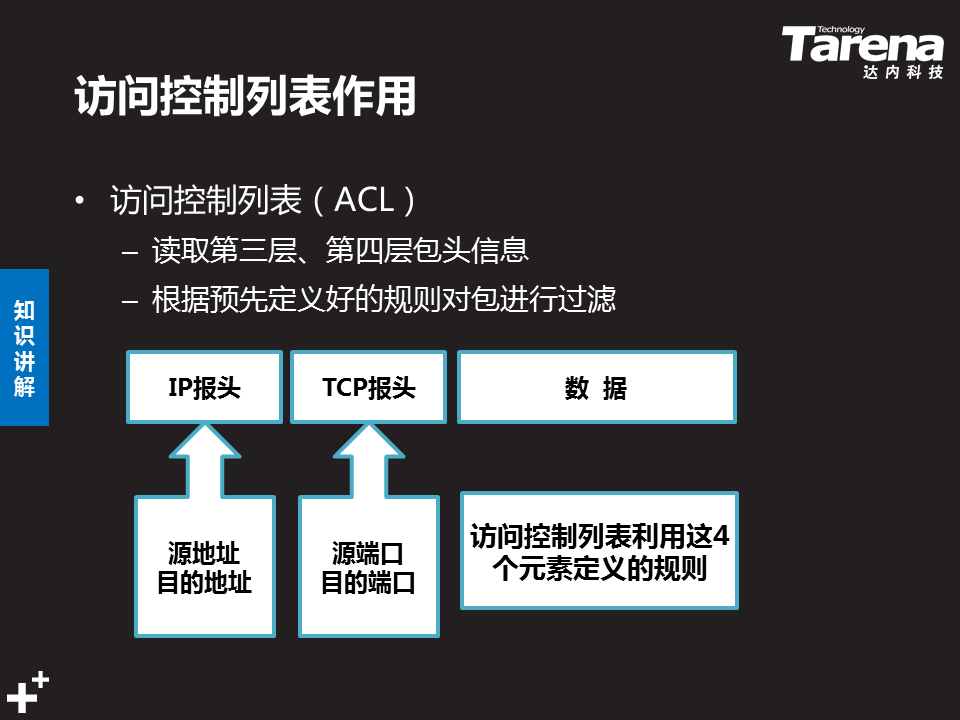 Technology
Tarena
达内科技
访问控制列表作用
• 访问控制列表（ACL）
– 读取第三层、第四层包头信息
– 根据预先定义好的规则对包进行过滤
知
识
讲
解
IP报头
TCP报头
数 据
源地址
目的地址
源端口
目的端口
访问控制列表利用这4
个元素定义的规则